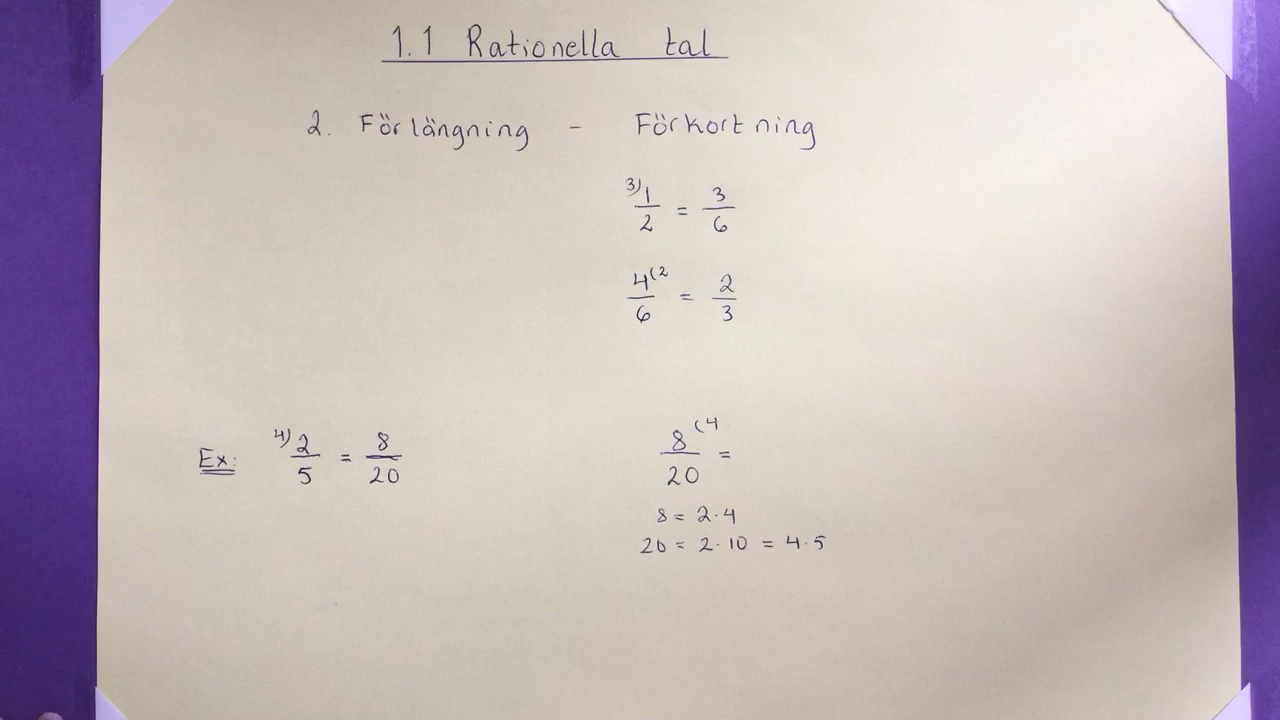 1.1 Rationella tal
2. Förlängning - Förkortning
3) 1/2 = 3/6
4/6 (2 = 2/3
Ex: 4) 2/5 = 8/20
8/20 (4 =
8 = 2·4
20 = 2·10 = 4·5